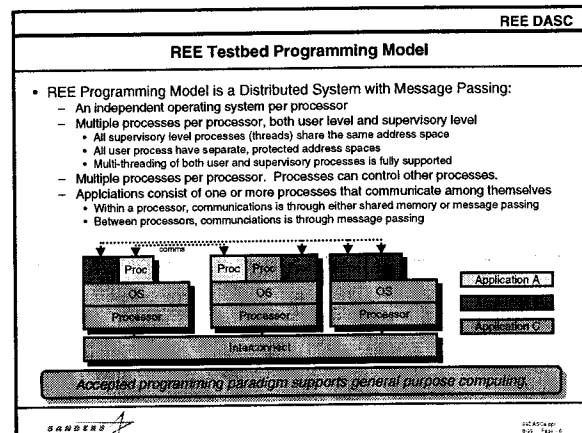 REE DASC
REE Testbed Programming Model
• REE Programming Model is a Distributed System with Message Passing:
– An independent operating system per processor
– Multiple processes per processor, both user level and supervisory level
• All supervisory level processes (threads) share the same address space
• All user process have separate, protected address spaces
• Multi-threading of both user and supervisory processes is fully supported
– Multiple processes per processor. Processes can control other processes.
– Applciations consist of one or more processes that communicate among themselves
• Within a processor, communications is through either shared memory or message passing
• Between processors, communciations is through message passing
comms
Proc Proc Proc
OS OS OS
Processor Processor Processor
Interconnect
Application A
Application C
Accepted programming paradigm supports general purpose computing.
SANDERS